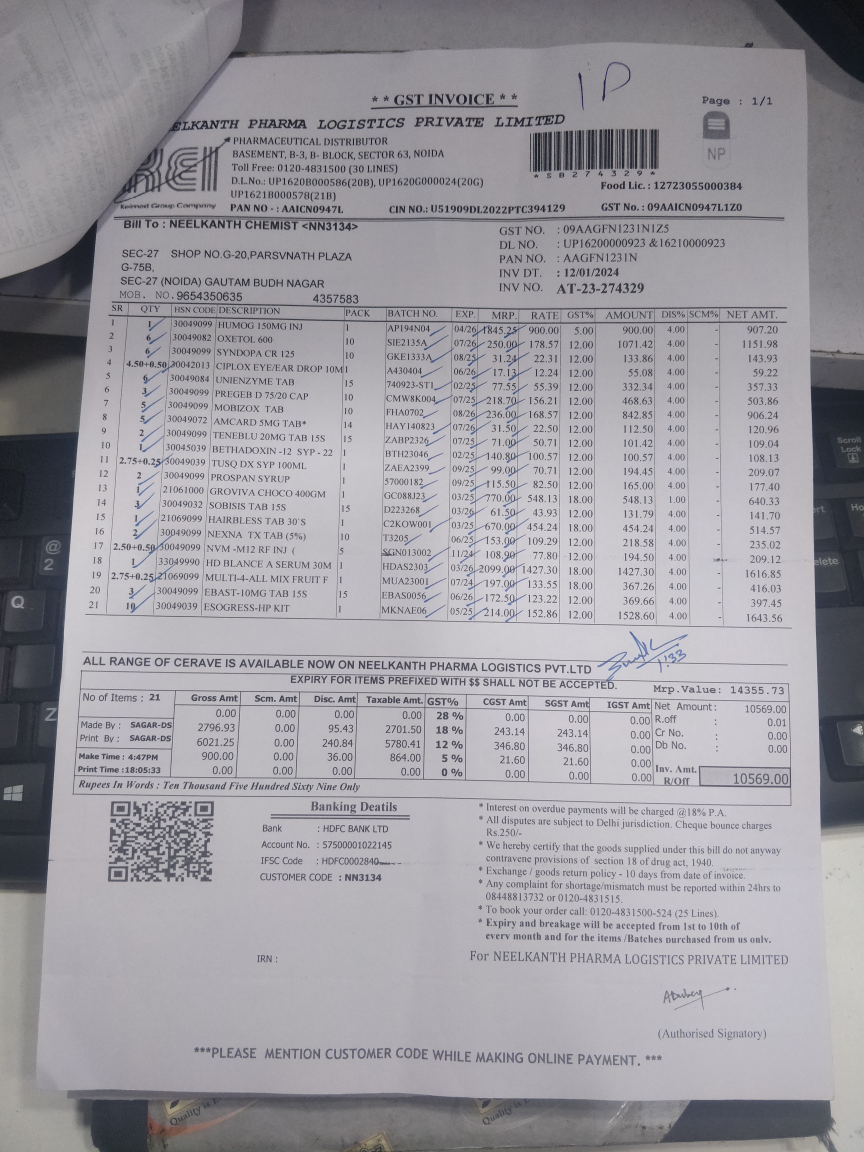 1P
** GST INVOICE **
Page : 1/1
ELKANTH PHARMA LOGISTICS PRIVATE LIMITED
PHARMACEUTICAL DISTRIBUTOR
BASEMENT, B-3, B- BLOCK, SECTOR 63, NOIDA
Toll Free: 0120-4831500 (30 LINES)
D.L.No.: UP1620B000586(20B), UP1620G000024(20G)
UP1621B000578(21B)
*58274329*
NP
Food Lic. : 12723055000384
REI
Keimed Group Company
PAN NO - : AAICN0947L CIN NO.: U51909DL2022PTC394129 GST No. : 09AAICN0947L1Z0
Bill To : NEELKANTH CHEMIST <NN3134>
SEC-27 SHOP NO.G-20,PARSVNATH PLAZA
G-75B,
SEC-27 (NOIDA) GAUTAM BUDH NAGAR
MOB. NO.9654350635 4357583
GST NO. : 09AAGFN1231N1Z5
DL NO. : UP16200000923 &16210000923
PAN NO. : AAGFN1231N
INV DT. : 12/01/2024
INV NO. AT-23-274329
SR QTY HSN CODE DESCRIPTION PACK BATCH NO. EXP. MRP. RATE GST% AMOUNT DIS% SCM% NET AMT.
1 1 30049099 HUMOG 150MG INJ 1 AP194N04 04/26 1845.25 900.00 5.00 900.00 4.00 - 907.20
2 6 30049082 OXETOL 600 10 SIE2135A 07/26 250.00 178.57 12.00 1071.42 4.00 - 1151.98
3 6 30049099 SYNDOPA CR 125 10 GKE1333A 08/25 31.24 22.31 12.00 133.86 4.00 - 143.93
4 4.50+0.50 30042013 CIPLOX EYE/EAR DROP 10M 1 A430404 06/26 17.13 12.24 12.00 55.08 4.00 - 59.22
5 6 30049084 UNIENZYME TAB 15 740923-ST1 02/25 77.55 55.39 12.00 332.34 4.00 - 357.33
6 3 30049099 PREGEB D 75/20 CAP 10 CMW8K004 07/25 218.70 156.21 12.00 468.63 4.00 - 503.86
7 5 30049099 MOBIZOX TAB 10 FHA0702 08/26 236.00 168.57 12.00 842.85 4.00 - 906.24
8 5 30049072 AMCARD 5MG TAB* 14 HAY140823 07/26 31.50 22.50 12.00 112.50 4.00 - 120.96
9 2 30049099 TENEBLU 20MG TAB 15S 15 ZABP2326 07/25 71.00 50.71 12.00 101.42 4.00 - 109.04
10 1 30045039 BETHADOXIN -12 SYP - 22 1 BTH23046 02/25 140.80 100.57 12.00 100.57 4.00 - 108.13
11 2.75+0.25 30049039 TUSQ DX SYP 100ML 1 ZAEA2399 09/25 99.00 70.71 12.00 194.45 4.00 - 209.07
12 2 30049099 PROSPAN SYRUP 1 57000182 09/25 115.50 82.50 12.00 165.00 4.00 - 177.40
13 1 21061000 GROVIVA CHOCO 400GM 1 GC088J23 03/25 770.00 548.13 18.00 548.13 1.00 - 640.33
14 3 30049032 SOBISIS TAB 15S 15 D223268 03/26 61.50 43.93 12.00 131.79 4.00 - 141.70
15 1 21069099 HAIRBLESS TAB 30`S 1 C2KOW001 03/25 670.00 454.24 18.00 454.24 4.00 - 514.57
16 2 30049099 NEXNA TX TAB(5%) 10 T3205 06/26 153.00 109.29 12.00 218.58 4.00 - 235.02
17 2.50+0.50 30049099 NVM -M12 RF INJ ( 5 SGN013002 11/24 108.90 77.80 12.00 194.50 4.00 - 209.12
18 1 33049990 HD BLANCE A SERUM 30M 1 HDAS2303 03/26 2099.00 1427.30 18.00 1427.30 4.00 - 1616.85
19 2.75+0.25 21069099 MULTI-4-ALL MIX FRUIT F 1 MUA23001 07/24 197.00 133.55 18.00 367.26 4.00 - 416.03
20 3 30049099 EBAST-10MG TAB 15S 15 EBAS0056 06/26 172.50 123.22 12.00 369.66 4.00 - 397.45
21 10 30049039 ESOGRESS-HP KIT 1 MKNAE06 05/25 214.00 152.86 12.00 1528.60 4.00 - 1643.56
1:33
ALL RANGE OF CERAVE IS AVAILABLE NOW ON NEELKANTH PHARMA LOGISTICS PVT.LTD
EXPIRY FOR ITEMS PREFIXED WITH $$ SHALL NOT BE ACCEPTED.
Mrp.Value: 14355.73
No of Items : 21 Gross Amt Scm. Amt Disc. Amt Taxable Amt. GST% CGST Amt SGST Amt IGST Amt Net Amount: 10569.00
0.00 0.00 0.00 0.00 28 % 0.00 0.00 0.00 R.off 0.01
Made By : SAGAR-DS 2796.93 0.00 95.43 2701.50 18 % 243.14 243.14 0.00 Cr No. 0.00
Print By : SAGAR-DS 6021.25 0.00 240.84 5780.41 12 % 346.80 346.80 0.00 Db No. 0.00
Make Time : 4:47PM 900.00 0.00 36.00 864.00 5 % 21.60 21.60 0.00
Print Time :18:05:33 0.00 0.00 0.00 0.00 0 % 0.00 0.00 0.00
Inv. Amt. R/Off 10569.00
Rupees In Words : Ten Thousand Five Hundred Sixty Nine Only
Banking Deatils
Bank : HDFC BANK LTD
Account No. : 57500001022145
IFSC Code : HDFC0002840
CUSTOMER CODE : NN3134
* Interest on overdue payments will be charged @18% P.A.
* All disputes are subject to Delhi jurisdiction. Cheque bounce charges
Rs.250/-
* We hereby certify that the goods supplied under this bill do not anyway
contravene provisions of section 18 of drug act, 1940.
* Exchange / goods return policy - 10 days from date of invoice.
* Any complaint for shortage/mismatch must be reported within 24hrs to
08448813732 or 0120-4831515.
* To book your order call: 0120-4831500-524 (25 Lines).
* Expiry and breakage will be accepted from 1st to 10th of
every month and for the items /Batches purchased from us only.
IRN :
For NEELKANTH PHARMA LOGISTICS PRIVATE LIMITED
(Authorised Signatory)
***PLEASE MENTION CUSTOMER CODE WHILE MAKING ONLINE PAYMENT. ***
@
2
Q
Z
Scroll
Lock
Quality is
Quality is